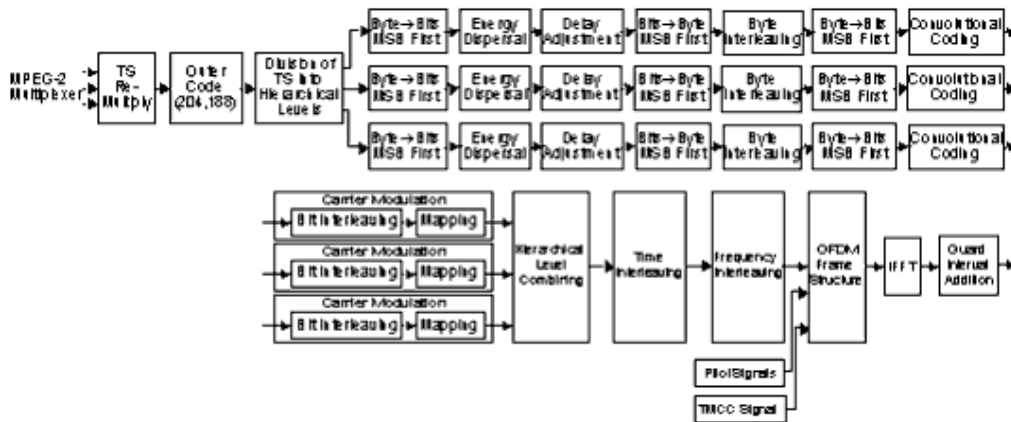 MPEG-2
Multiplexer
TS
Re-
Multiply
Outer
Code
(204,188)
Division of
TS into
Hierarchical
Levels
Byte→Bits
MSB First
Energy
Dispersal
Delay
Adjustment
Bits→Byte
MSB First
Byte
Interleaving
Byte→Bits
MSB First
Convolutional
Coding
Byte→Bits
MSB First
Energy
Dispersal
Delay
Adjustment
Bits→Byte
MSB First
Byte
Interleaving
Byte→Bits
MSB First
Convolutional
Coding
Byte→Bits
MSB First
Energy
Dispersal
Delay
Adjustment
Bits→Byte
MSB First
Byte
Interleaving
Byte→Bits
MSB First
Convolutional
Coding
Carrier Modulation
Bit Interleaving
Mapping
Carrier Modulation
Bit Interleaving
Mapping
Carrier Modulation
Bit Interleaving
Mapping
Hierarchical
Level
Combining
Time
Interleaving
Frequency
Interleaving
OFDM
Frame
Structure
IFFT
Guard
Interval
Addition
Pilot Signals
TMCC Signal